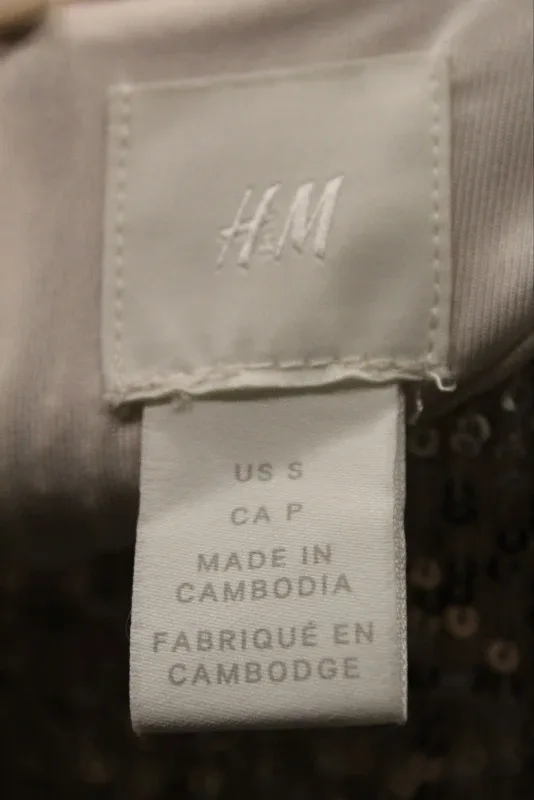 H&M
US S
CA P
MADE IN
CAMBODIA
FABRIQUÉ EN
CAMBODGE